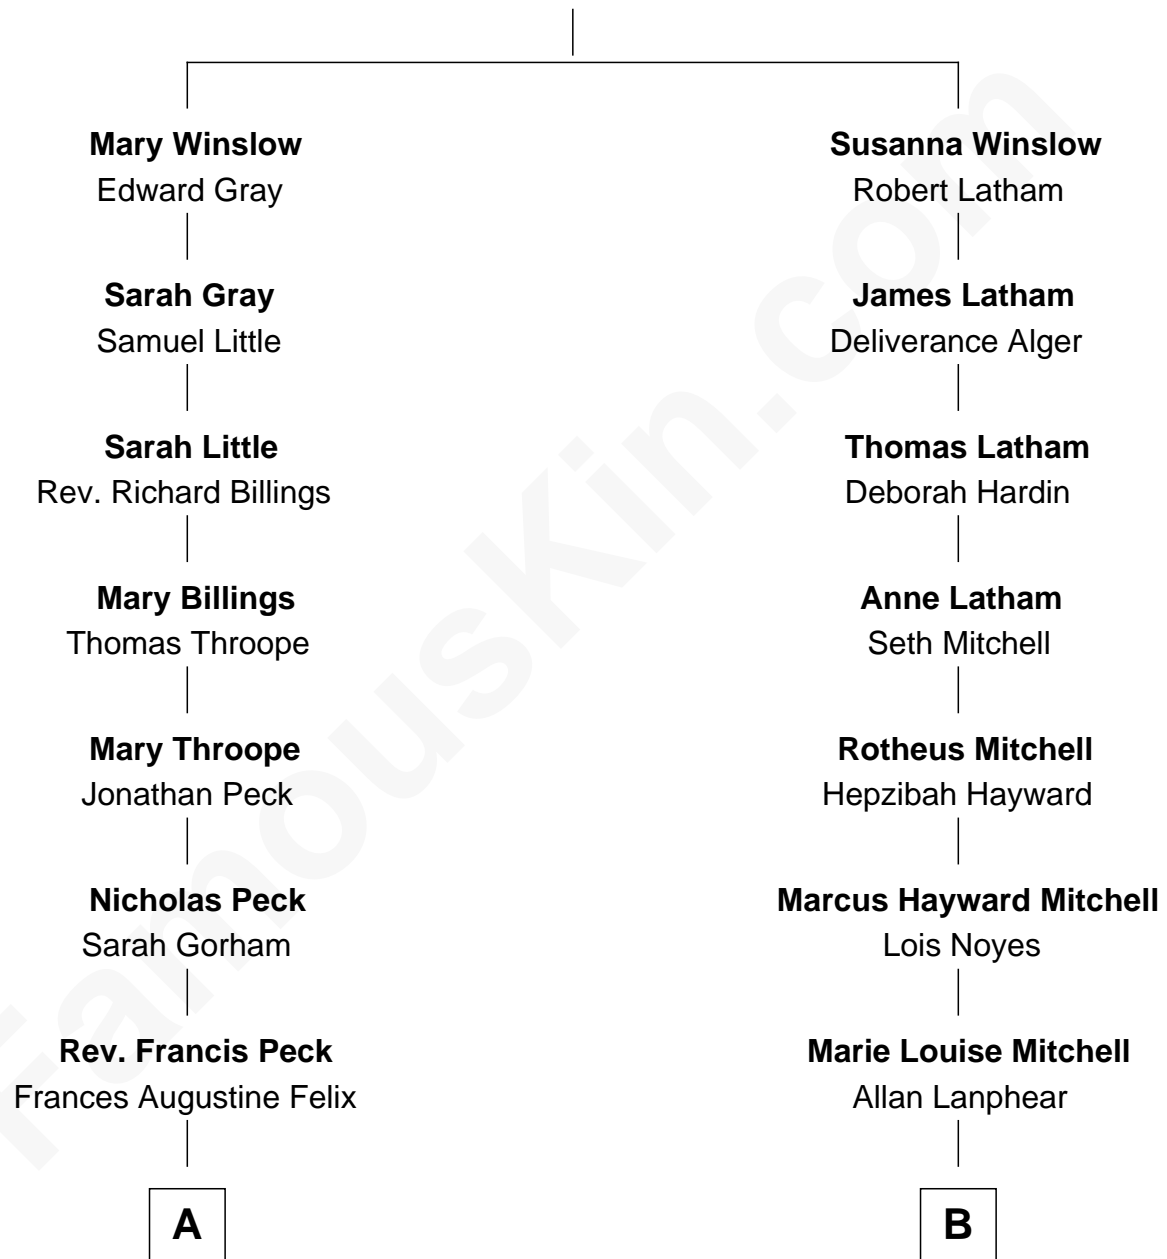 Mary Winslow
Edward Gray
Susanna Winslow
Robert Latham
Sarah Gray
Samuel Little
James Latham
Deliverance Alger
Sarah Little
Rev. Richard Billings
Thomas Latham
Deborah Hardin
Mary Billings
Thomas Throope
Anne Latham
Seth Mitchell
Mary Throope
Jonathan Peck
Rotheus Mitchell
Hepzibah Hayward
Nicholas Peck
Sarah Gorham
Marcus Hayward Mitchell
Lois Noyes
Rev. Francis Peck
Frances Augustine Felix
Marie Louise Mitchell
Allan Lanphear
A
B
FamousKin.com